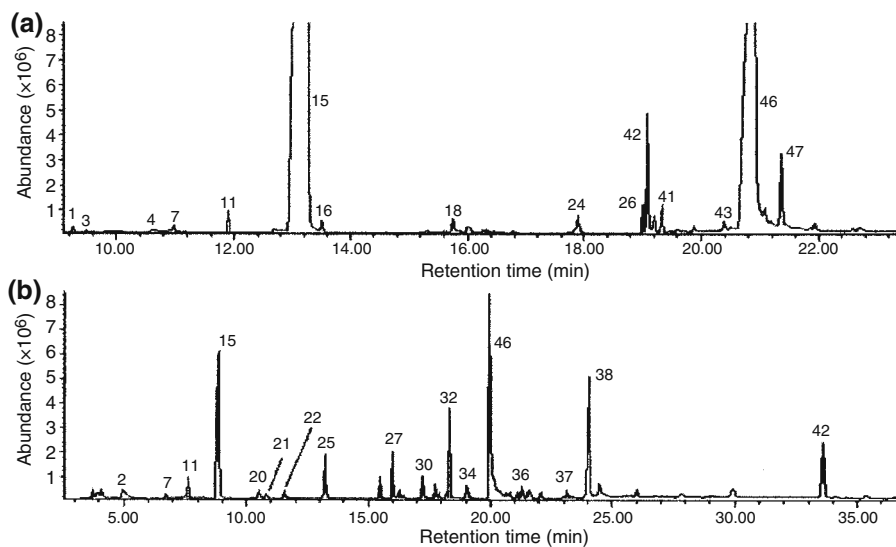 (a)
Abundance (×10⁶)
8
7
6
5
4
3
2
1
1 3 4 7 11 15 16 18 24 26 42 41 43 46 47
10.00 12.00 14.00 16.00 18.00 20.00 22.00
Retention time (min)
(b)
Abundance (×10⁶)
8
7
6
5
4
3
2
1
2 7 11 15 20 21 22 25 27 30 32 34 46 36 37 38 42
5.00 10.00 15.00 20.00 25.00 30.00 35.00
Retention time (min)